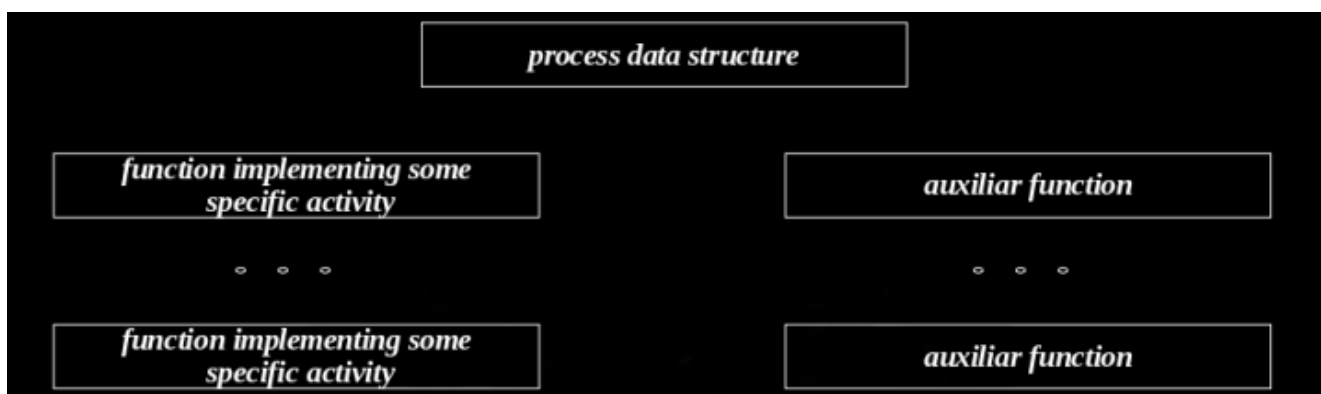 process data structure
function implementing some
specific activity
auxiliar function
function implementing some
specific activity
auxiliar function